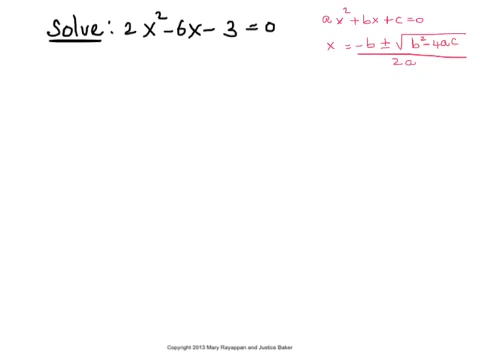 Solve: 2x²-6x-3=0
ax²+bx+c=0
x = -b ± √b²-4ac
2a
Copyright 2013 Mary Rayappan and Justice Baker